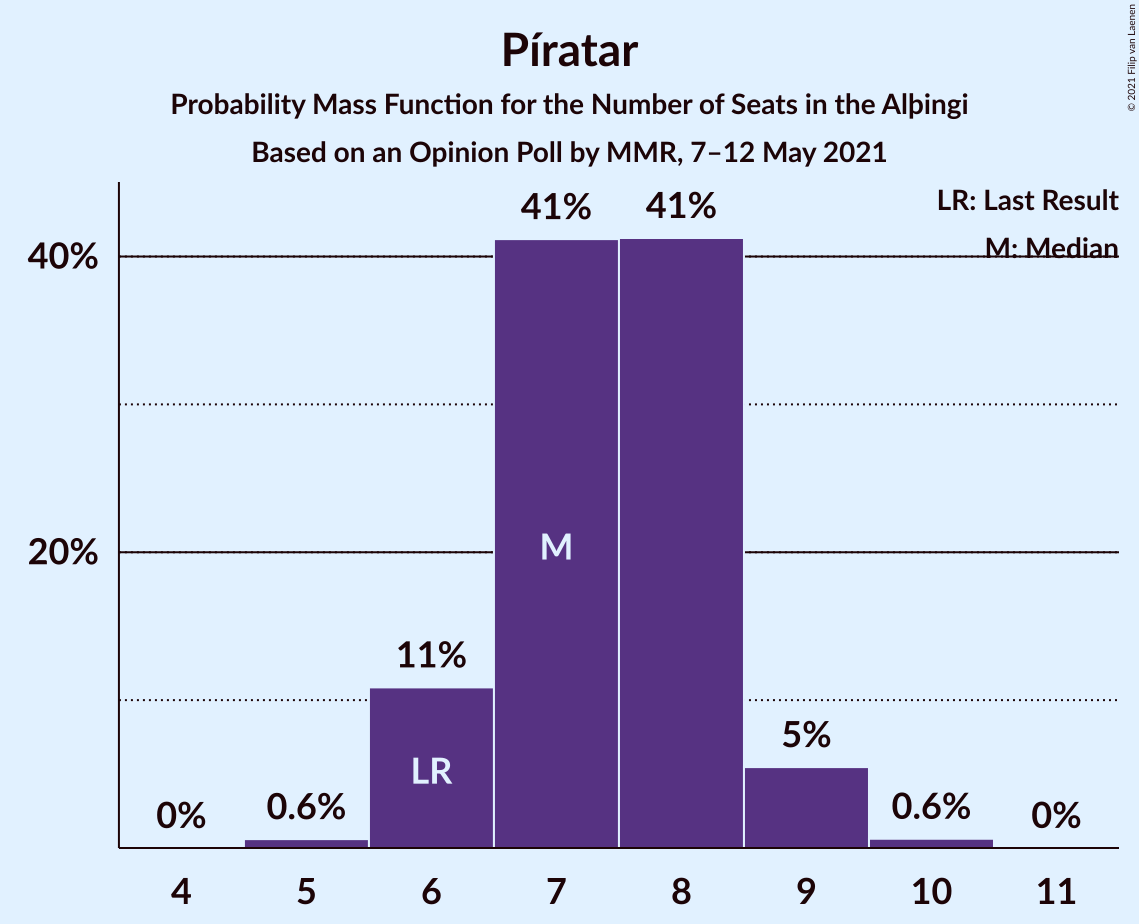 Píratar
Probability Mass Function for the Number of Seats in the Alþingi
Based on an Opinion Poll by MMR, 7–12 May 2021
© 2021 Filip van Laenen
LR: Last Result
M: Median
41%
41%
40%
M
20%
11%
5%
LR
0%
0.6%
0.6%
0%
4
5
6
7
8
9
10
11